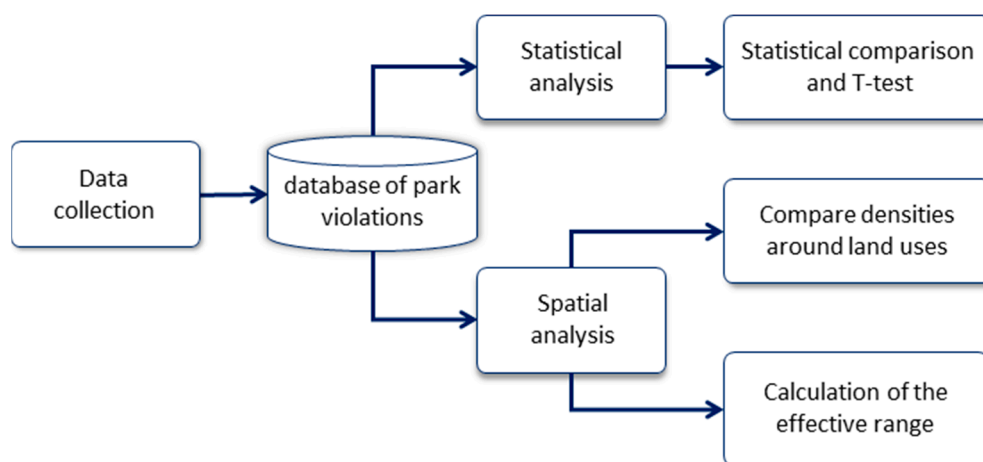 Data
collection
database of park
violations
Statistical
analysis
Statistical comparison
and T-test
Spatial
analysis
Compare densities
around land uses
Calculation of the
effective range